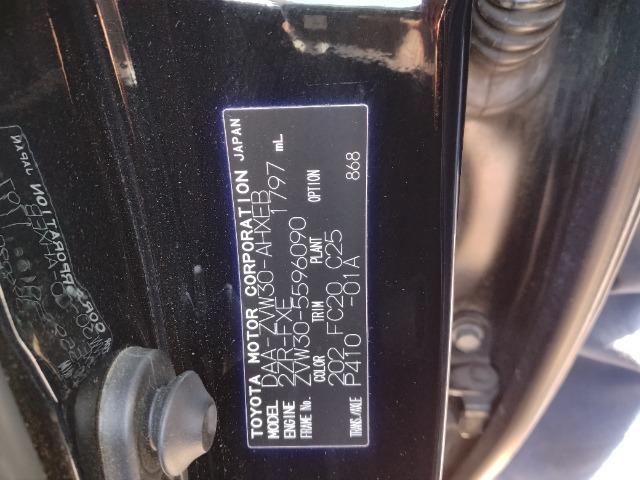 TOYOTA MOTOR CORPORATION JAPAN
MODEL DAA-ZVW30-AHXEB
ENGINE 2ZR-FXE 1797 mL
FRAME No. ZVW30-5596090
COLOR TRIM PLANT OPTION
202 FC20 C25 868
TRANS./AXLE P410 -01A